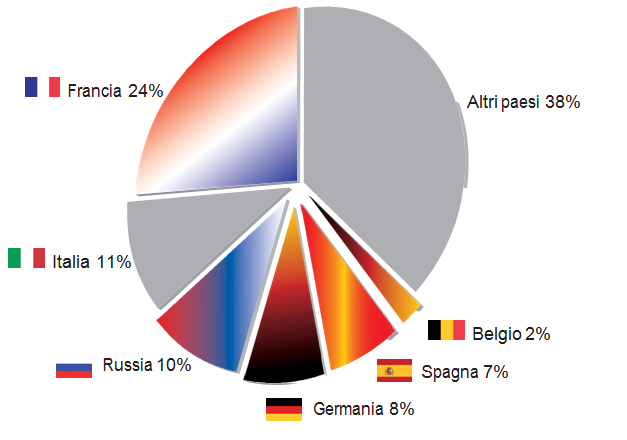 Francia 24%
Altri paesi 38%
Italia 11%
Belgio 2%
Russia 10%
Spagna 7%
Germania 8%